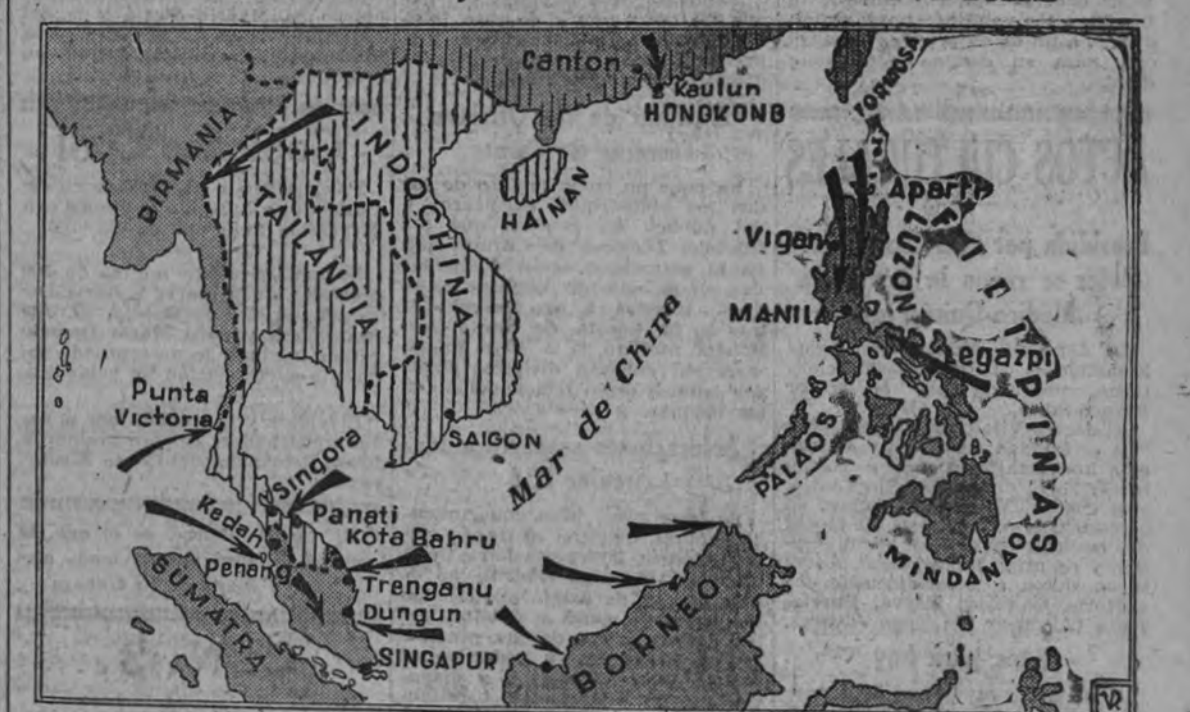 Canton
Kaulun
HONGKONG
FORMOSA
BIRMANIA
INDOCHINA
TAILANDIA
HAINAN
Aparri
Vigan
LUZON
FILIPINAS
MANILA
Legazpi
Mar de China
Punta
Victoria
SAIGON
PALAOS
Singora
Panati
Kedah
Kota Bahru
Penang
Trenganu
Dungun
MINDANAO
SUMATRA
SINGAPUR
BORNEO